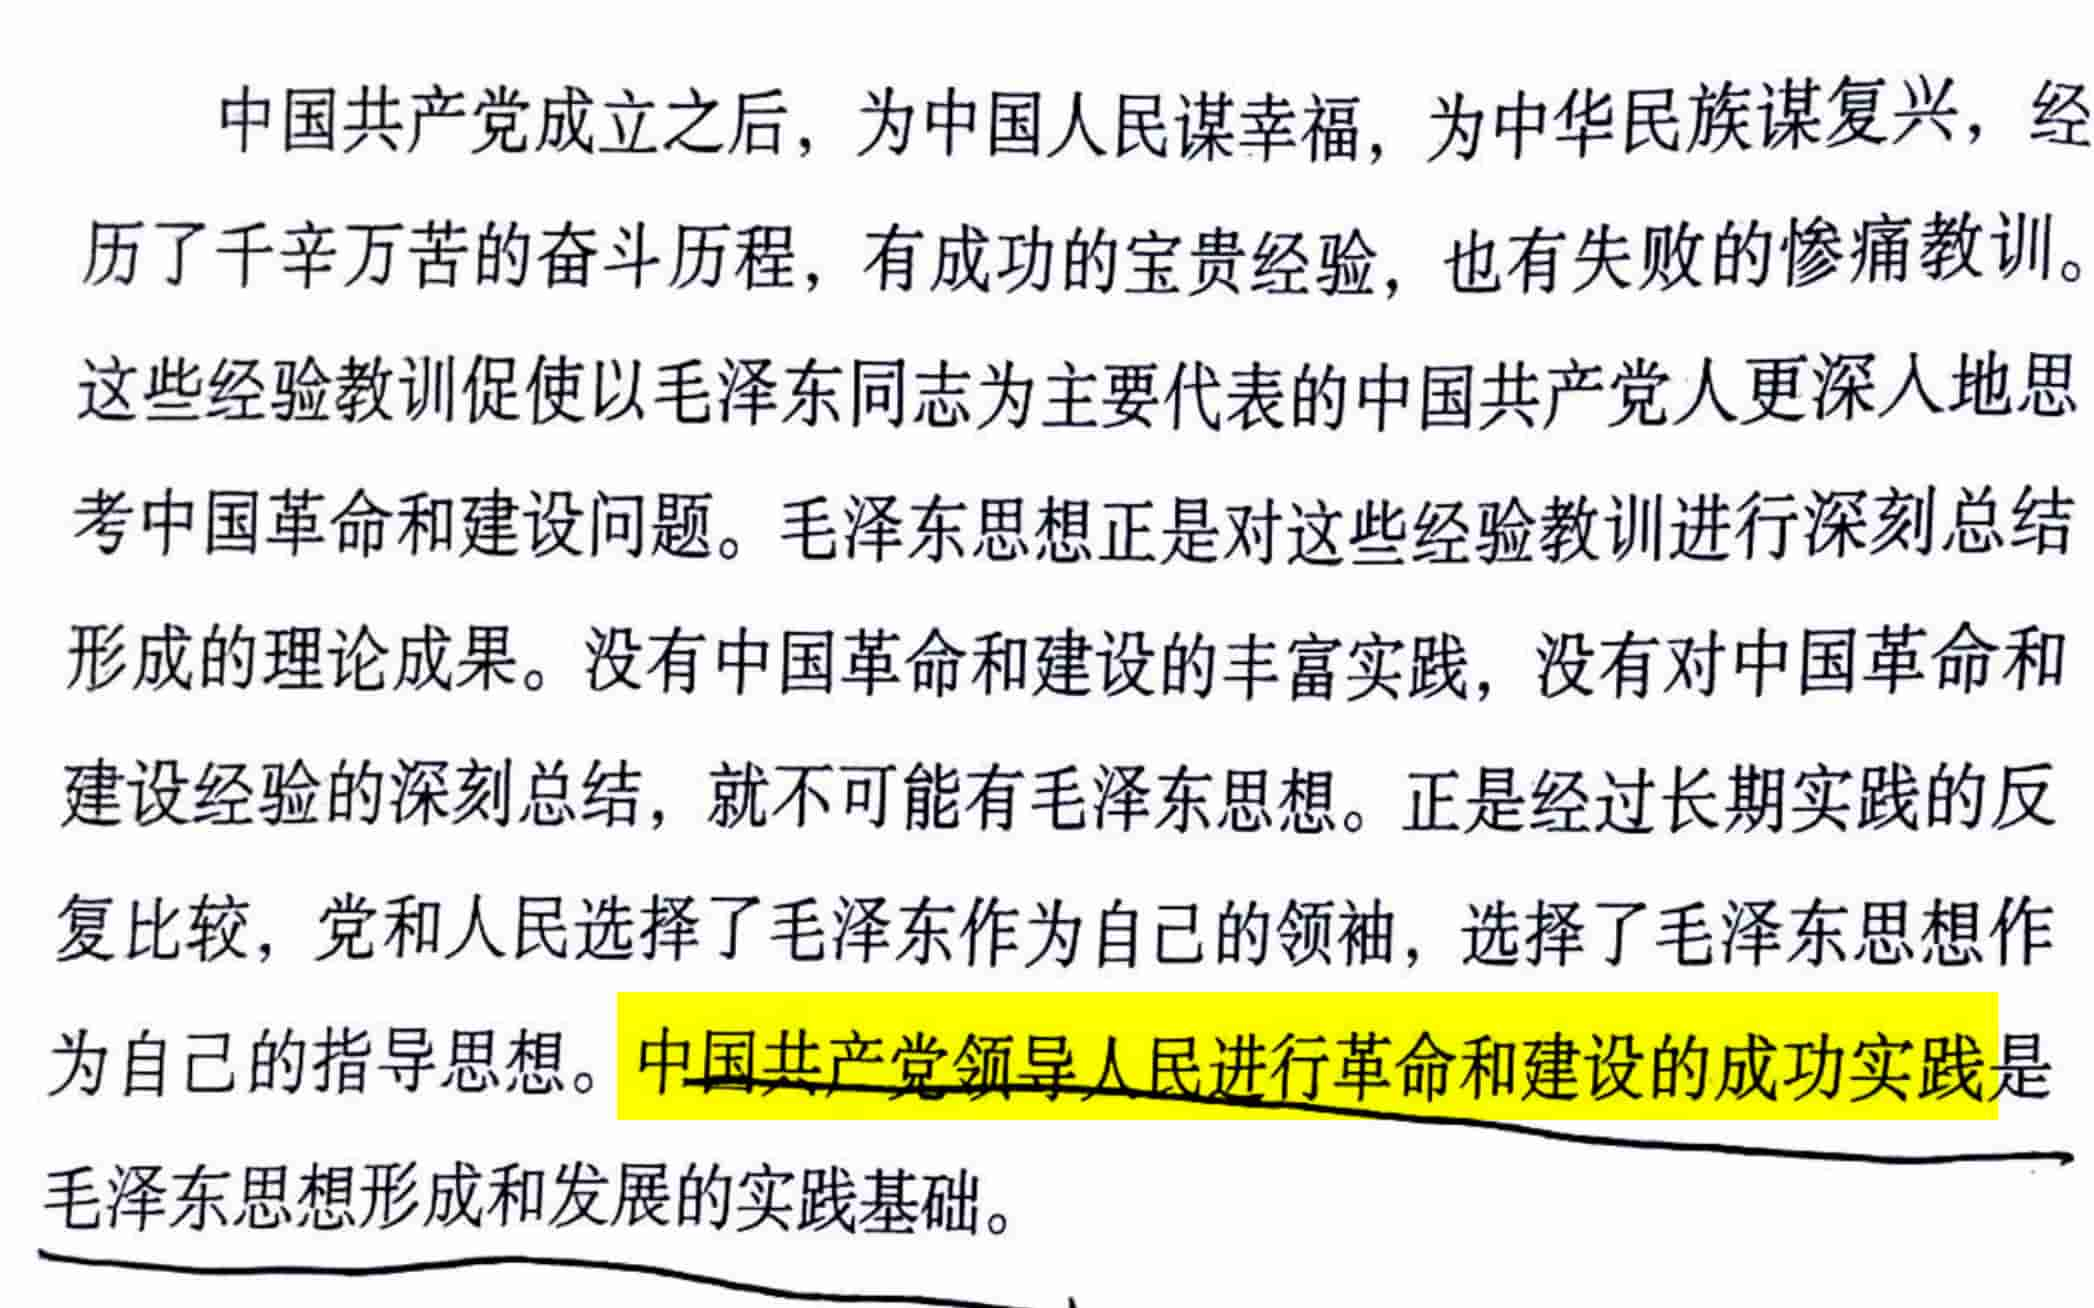 中国共产党成立之后，为中国人民谋幸福，为中华民族谋复兴，经
历了千辛万苦的奋斗历程，有成功的宝贵经验，也有失败的惨痛教训。
这些经验教训促使以毛泽东同志为主要代表的中国共产党人更深入地思
考中国革命和建设问题。毛泽东思想正是对这些经验教训进行深刻总结
形成的理论成果。没有中国革命和建设的丰富实践，没有对中国革命和
建设经验的深刻总结，就不可能有毛泽东思想。正是经过长期实践的反
复比较，党和人民选择了毛泽东作为自己的领袖，选择了毛泽东思想作
为自己的指导思想。中国共产党领导人民进行革命和建设的成功实践是
毛泽东思想形成和发展的实践基础。